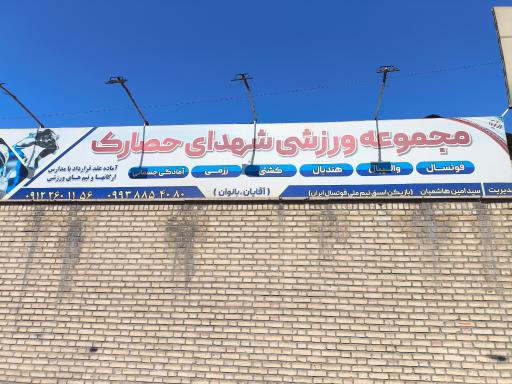 مجموعه ورزشی شهدای حصارک
فوتسال والیبال هندبال کشتی رزمی آمادگی جسمانی
آماده عقد قرارداد با مدارس
ارگانها و تیم های ورزشی
مدیریت سیدامین هاشمیان (بازیکن اسبق تیم ملی فوتسال ایران) (آقایان، بانوان)
۰۹۹۳ ۸۸۵ ۴۰ ۸۰ ۰۹۱۲ ۲۶۰ ۱۱ ۵۶